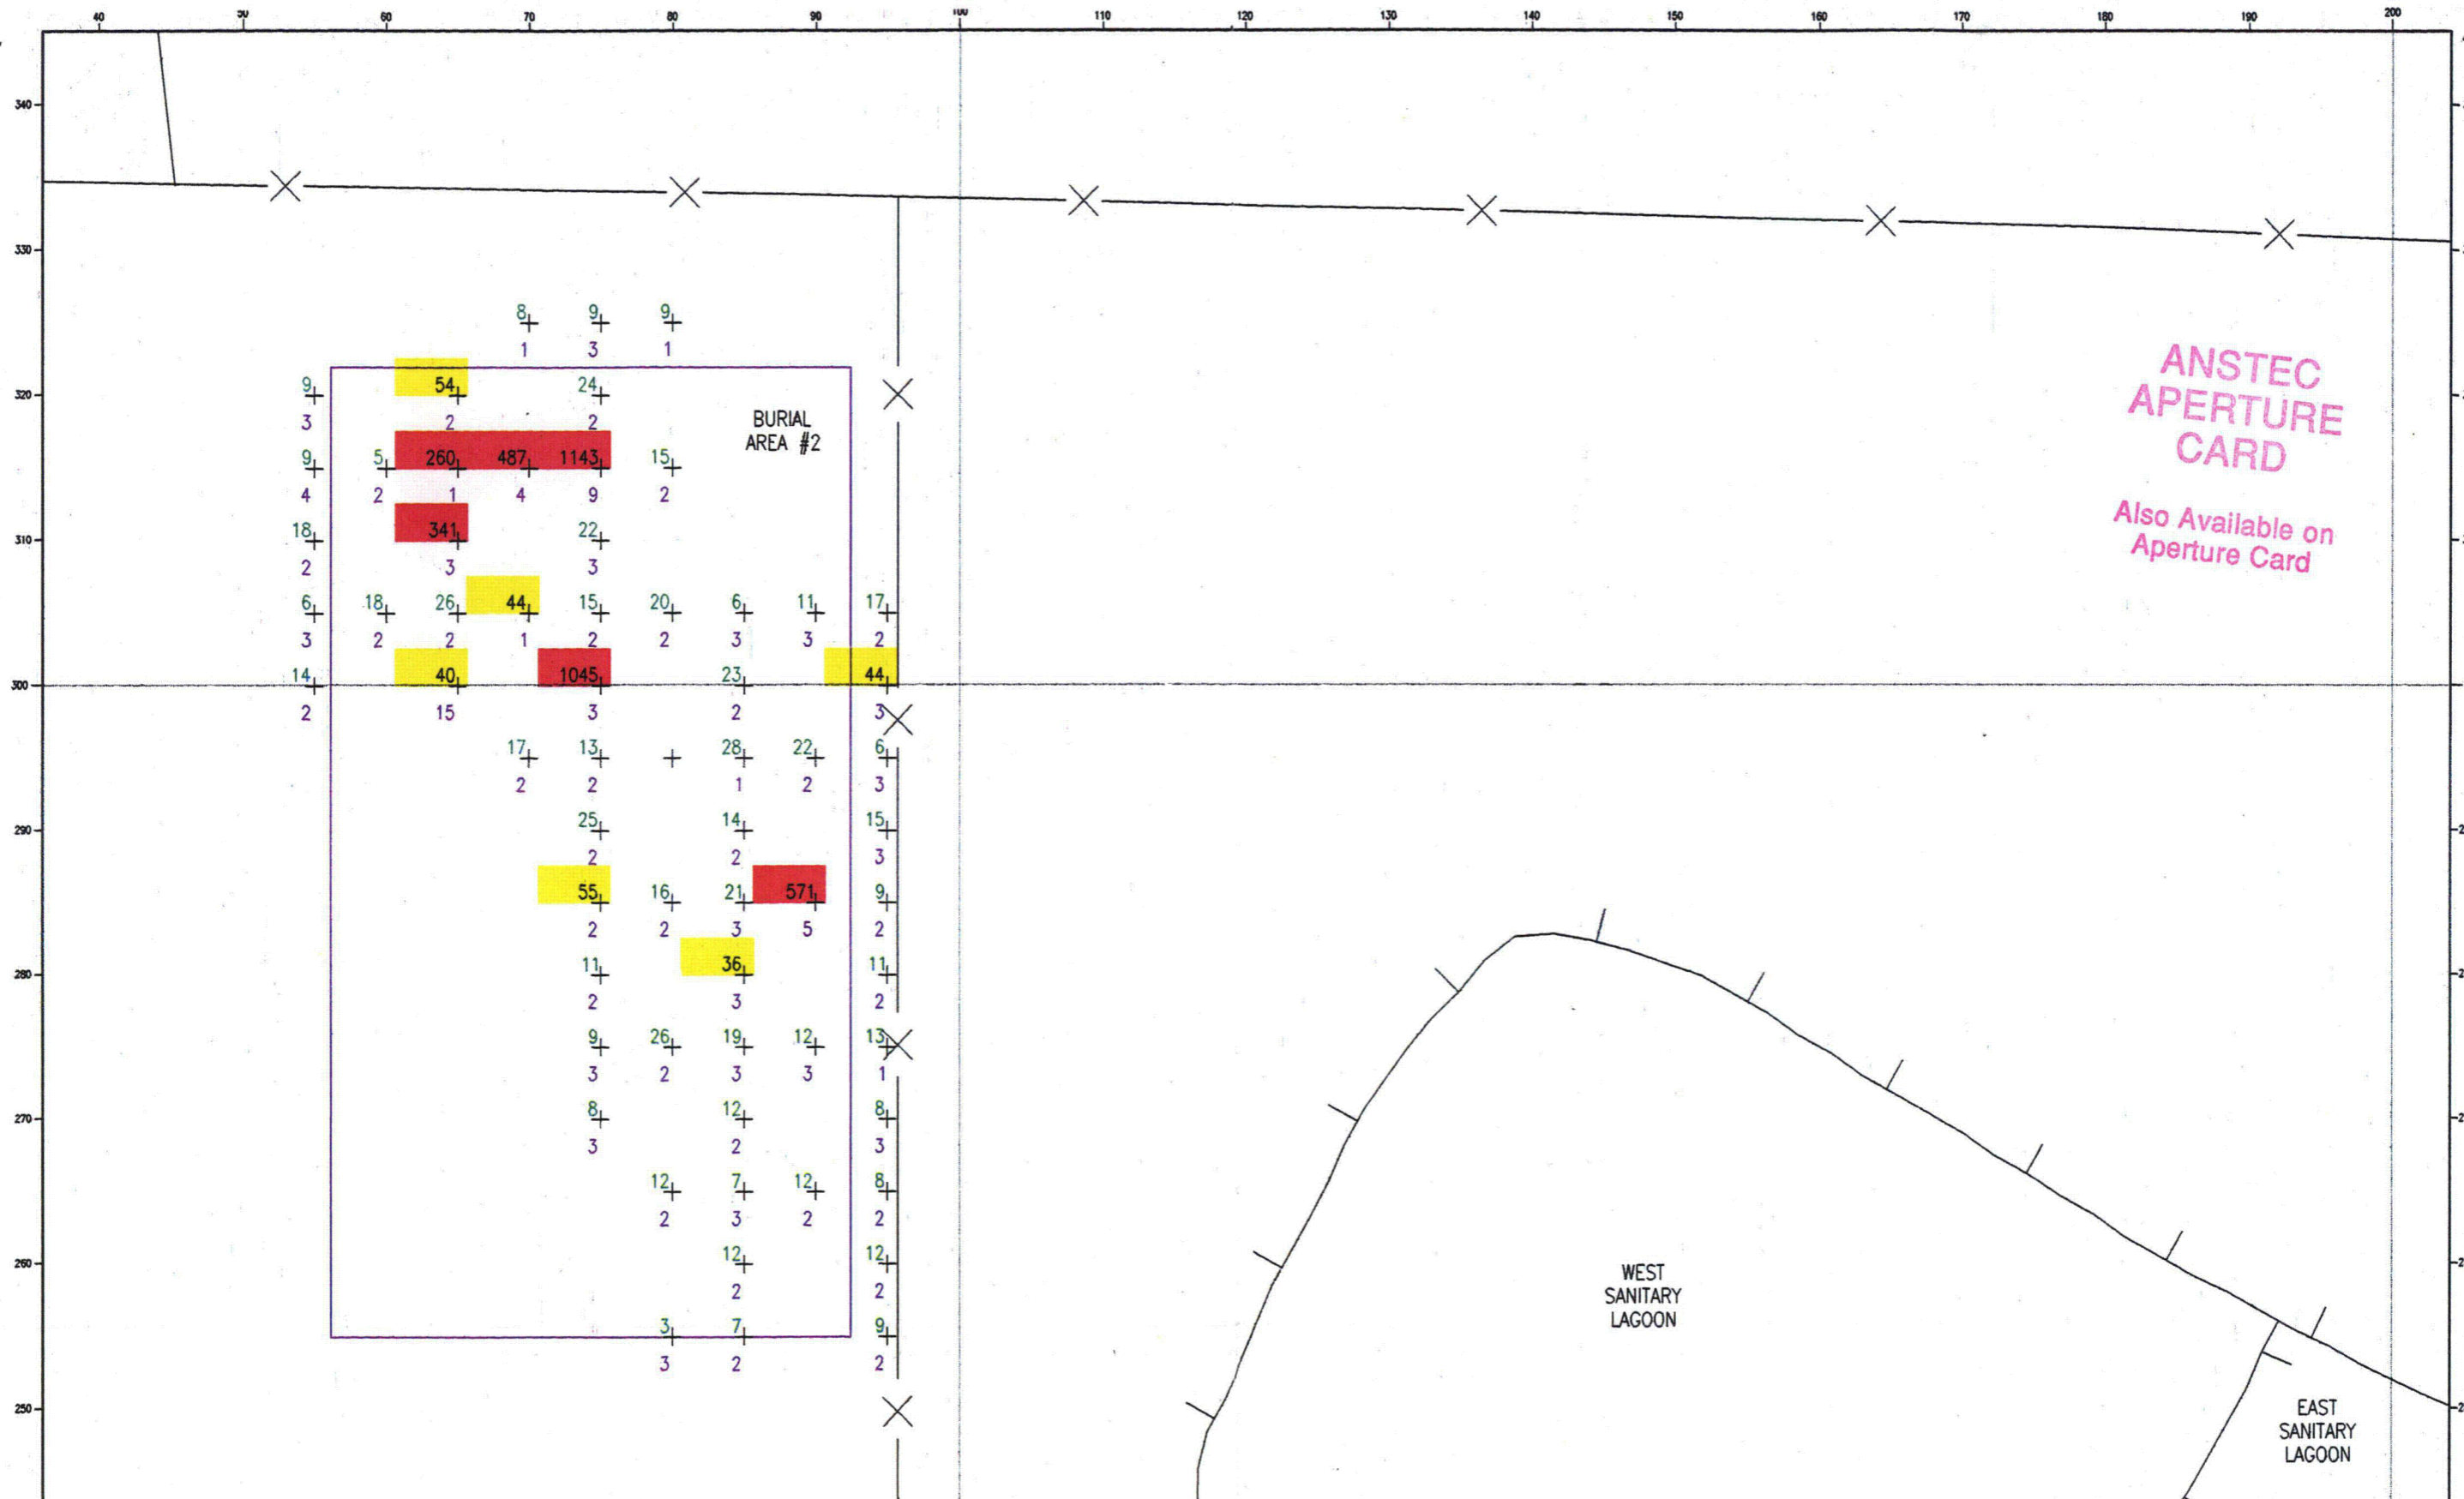 50 100
40 60 70 80 90 110 120 130 140 150 160 170 180 190 200
340
330
8 9 9
1 3 1
9 54 24
320
3 2 2
BURIAL
AREA #2
9 5 260 487 1143 15
4 2 1 4 9 2
18 341 22
310
2 3 3
6 18 26 44 15 20 6 11 17
3 2 2 1 2 2 3 3 2
14 40 1045 23 44
300
2 15 3 2 3
17 13 28 22 6
2 2 1 2 3
25 14 15
290
2 2 3
55 16 21 571 9
2 2 3 5 2
11 36 11
280
2 3 2
9 26 19 12 13
3 2 3 3 1
8 12 8
270
3 2 3
12 7 12 8
2 3 2 2
12 12
260
2 2
3 7 9
3 2 2
250
ANSTEC
APERTURE
CARD
Also Available on
Aperture Card
WEST
SANITARY
LAGOON
EAST
SANITARY
LAGOON